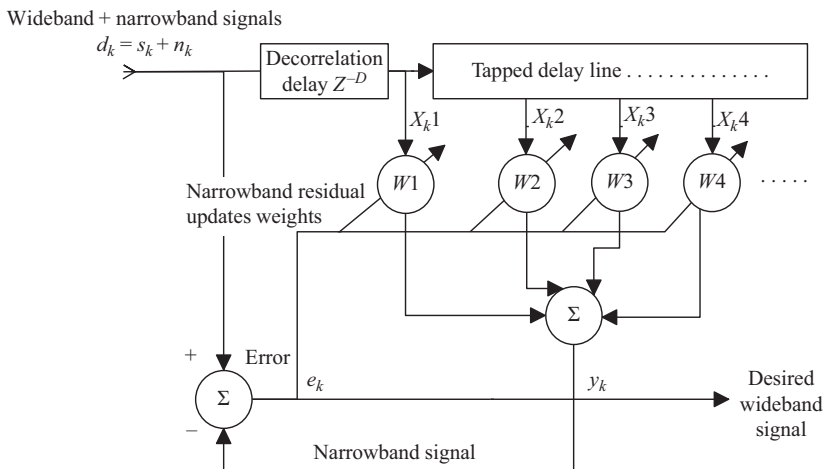 Wideband + narrowband signals
d_k = s_k + n_k
Decorrelation
delay Z^{−D}
Tapped delay line . . . . . . . . . . . . . .
X_k1
X_k2
X_k3
X_k4
W1
W2
W3
W4
. . . . .
Narrowband residual
updates weights
Σ
+
Error
Σ
e_k
y_k
Desired
wideband
signal
−
Narrowband signal